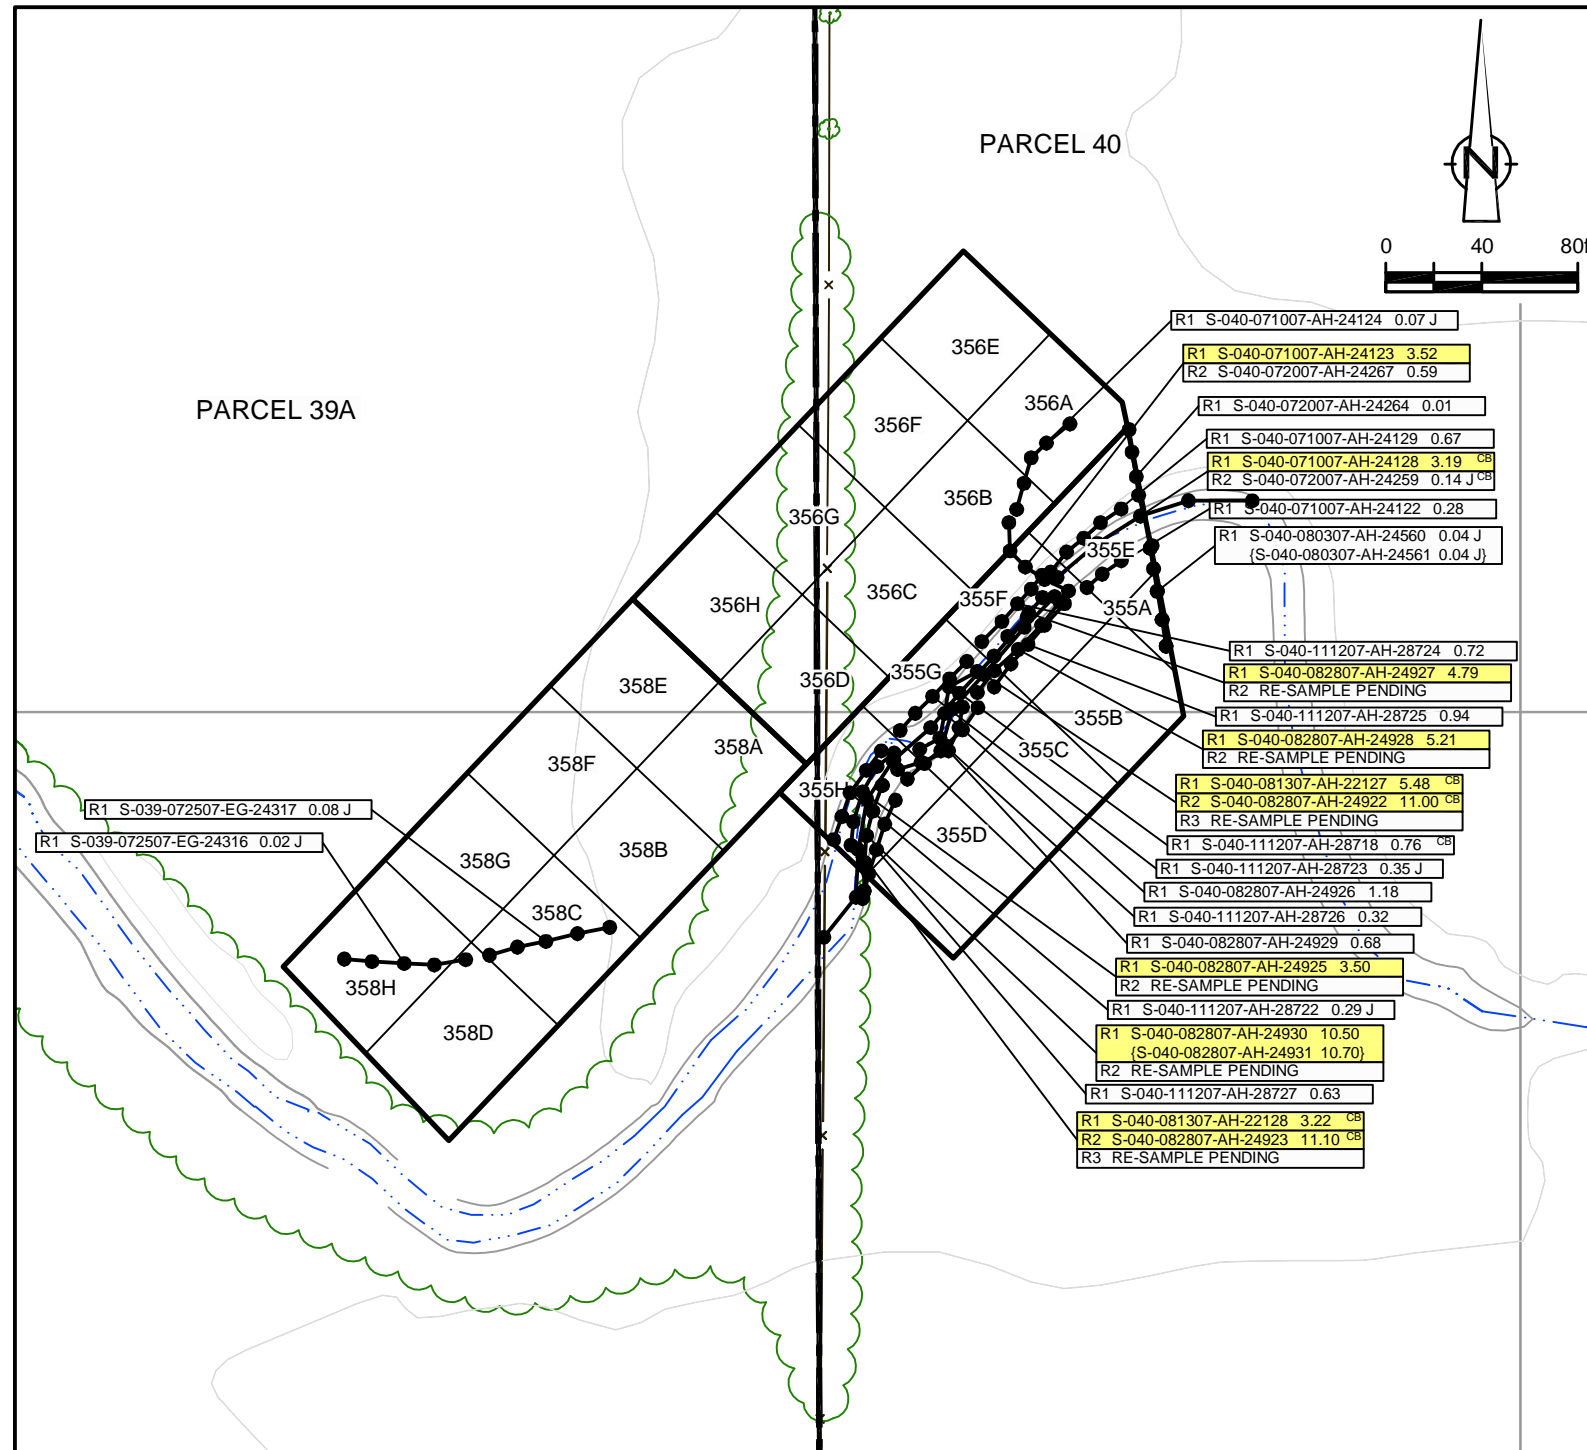 PARCEL 40
N
0 40 80f
PARCEL 39A
R1 S-040-071007-AH-24124 0.07 J
R1 S-040-071007-AH-24123 3.52
R2 S-040-072007-AH-24267 0.59
R1 S-040-072007-AH-24264 0.01
R1 S-040-071007-AH-24129 0.67
R1 S-040-071007-AH-24128 3.19 CB
R2 S-040-072007-AH-24259 0.14 J CB
R1 S-040-071007-AH-24122 0.28
R1 S-040-080307-AH-24560 0.04 J
{S-040-080307-AH-24561 0.04 J}
R1 S-040-111207-AH-28724 0.72
R1 S-040-082807-AH-24927 4.79
R2 RE-SAMPLE PENDING
R1 S-040-111207-AH-28725 0.94
R1 S-040-082807-AH-24928 5.21
R2 RE-SAMPLE PENDING
R1 S-040-081307-AH-22127 5.48 CB
R2 S-040-082807-AH-24922 11.00 CB
R3 RE-SAMPLE PENDING
R1 S-040-111207-AH-28718 0.76 CB
R1 S-040-111207-AH-28723 0.35 J
R1 S-040-082807-AH-24926 1.18
R1 S-040-111207-AH-28726 0.32
R1 S-040-082807-AH-24929 0.68
R1 S-040-082807-AH-24925 3.50
R2 RE-SAMPLE PENDING
R1 S-040-111207-AH-28722 0.29 J
R1 S-040-082807-AH-24930 10.50
{S-040-082807-AH-24931 10.70}
R2 RE-SAMPLE PENDING
R1 S-040-111207-AH-28727 0.63
R1 S-040-081307-AH-22128 3.22 CB
R2 S-040-082807-AH-24923 11.10 CB
R3 RE-SAMPLE PENDING
356E
356A
356F
356B
356G
356C
356H
356D
355E
355F
355A
355G
355B
355C
355H
355D
358E
358A
358F
358B
358G
358C
358H
358D
R1 S-039-072507-EG-24317 0.08 J
R1 S-039-072507-EG-24316 0.02 J